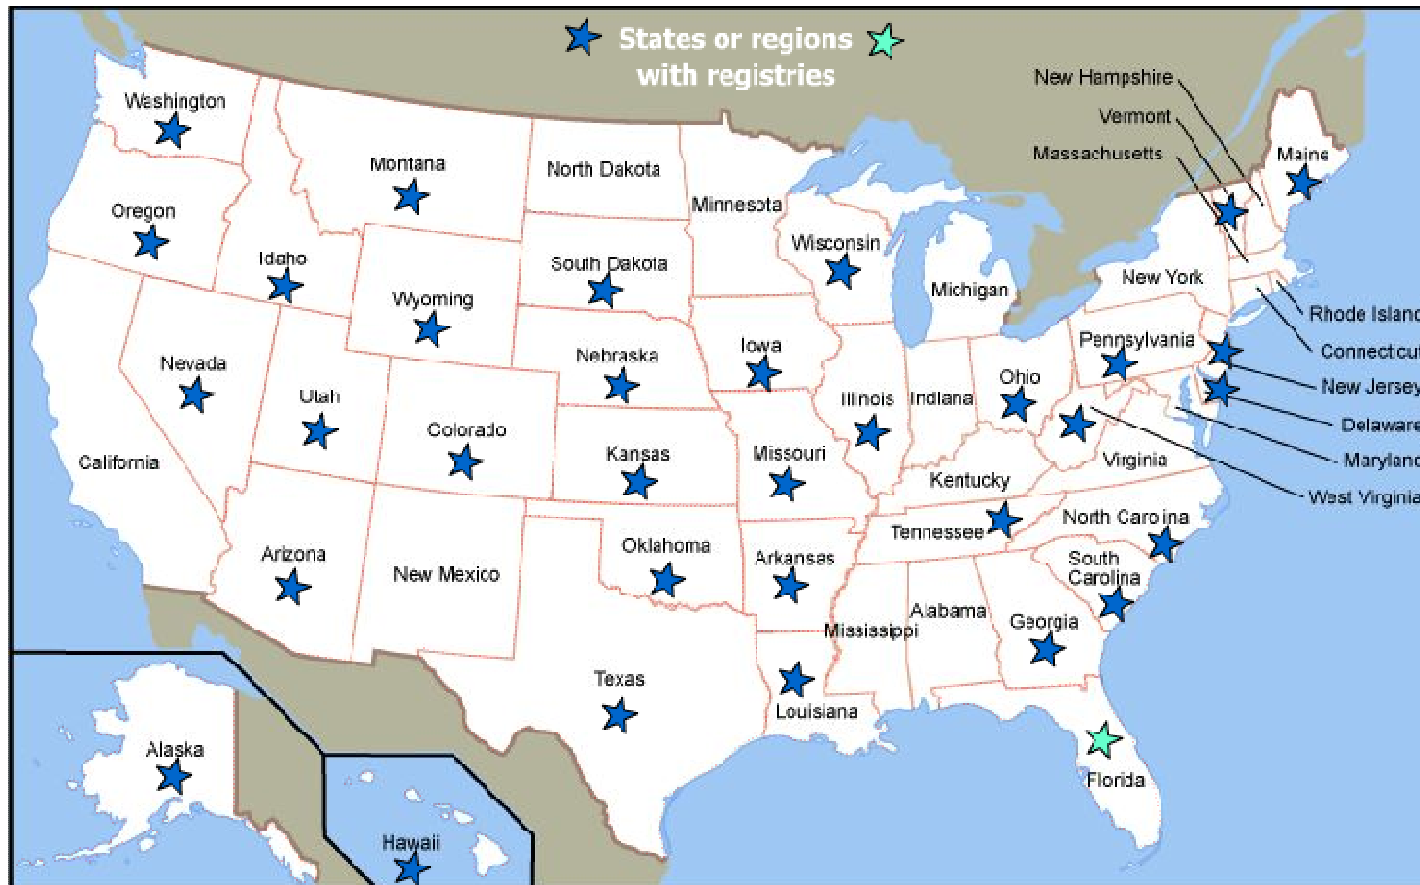 States or regions
with registries
New Hampshire
Vermont
Massachusetts
Washington
Montana
North Dakota
Minnesota
Maine
Oregon
Idaho
Wyoming
South Dakota
Wisconsin
Michigan
New York
Rhode Island
Connecticut
New Jersey
Delaware
Maryland
West Virginia
Nevada
Utah
Colorado
Nebraska
Iowa
Illinois
Indiana
Ohio
Pennsylvania
California
Kansas
Missouri
Kentucky
Virginia
Arizona
New Mexico
Oklahoma
Arkansas
Tennessee
North Carolina
South
Carolina
Mississippi
Alabama
Georgia
Texas
Louisiana
Florida
Alaska
Hawaii